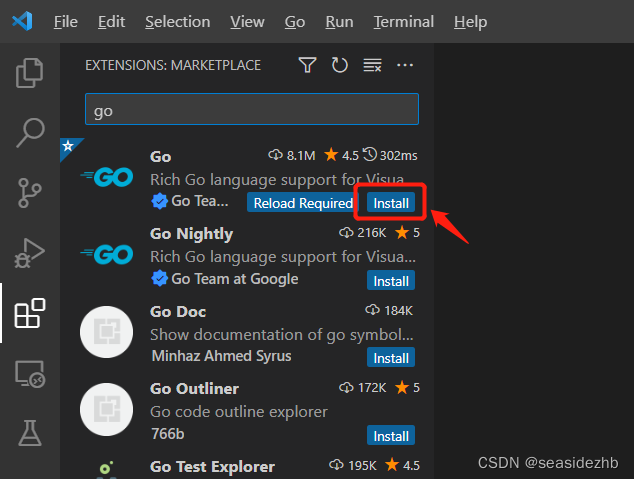 File Edit Selection View Go Run Terminal Help
EXTENSIONS: MARKETPLACE
go
Go 8.1M 4.5 302ms
Rich Go language support for Visua...
Go Tea... Reload Required Install
GO
Go Nightly 216K 5
Rich Go language support for Visua...
Go Team at Google Install
GO
Go Doc 184K
Show documentation of go symbol...
Minhaz Ahmed Syrus Install
Go Outliner 172K 5
Go code outline explorer
766b Install
Go Test Explorer 195K 4.5
CSDN @seasidezhb